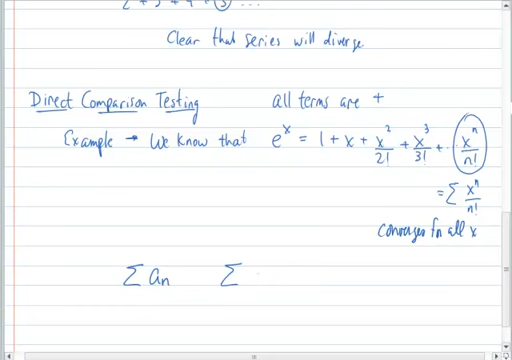 Clear that series will diverge
Direct Comparison Testing all terms are +
Example → We know that e^x = 1 + x + x^2/2! + x^3/3! + ... x^n/n!
= Σ x^n/n!
converges for all x
Σ an Σ